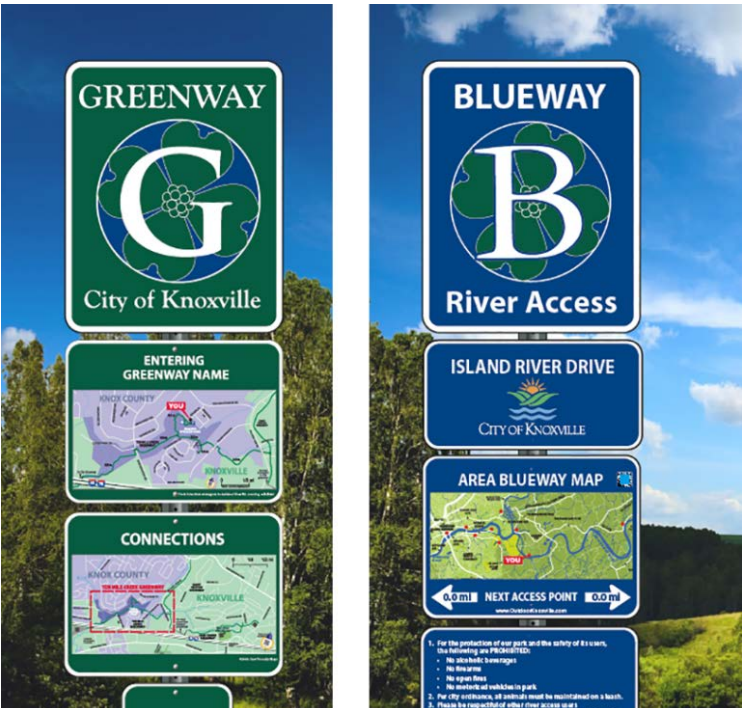 GREENWAY
G
City of Knoxville
ENTERING
GREENWAY NAME
KNOX COUNTY
YOU
KNOXVILLE
CONNECTIONS
KNOX COUNTY
KNOXVILLE
BLUEWAY
B
River Access
ISLAND RIVER DRIVE
CITY OF KNOXVILLE
AREA BLUEWAY MAP
YOU
0.0 mi NEXT ACCESS POINT 0.0 mi
www.OutdoorKnoxville.com
1. For the protection of our park and the safety of its users,
the following are PROHIBITED:
• No alcoholic beverages
• No firearms
• No open fires
• No motorized vehicles in park
2. Per city ordinance, all animals must be maintained on a leash.
3. Please be respectful of other river access users